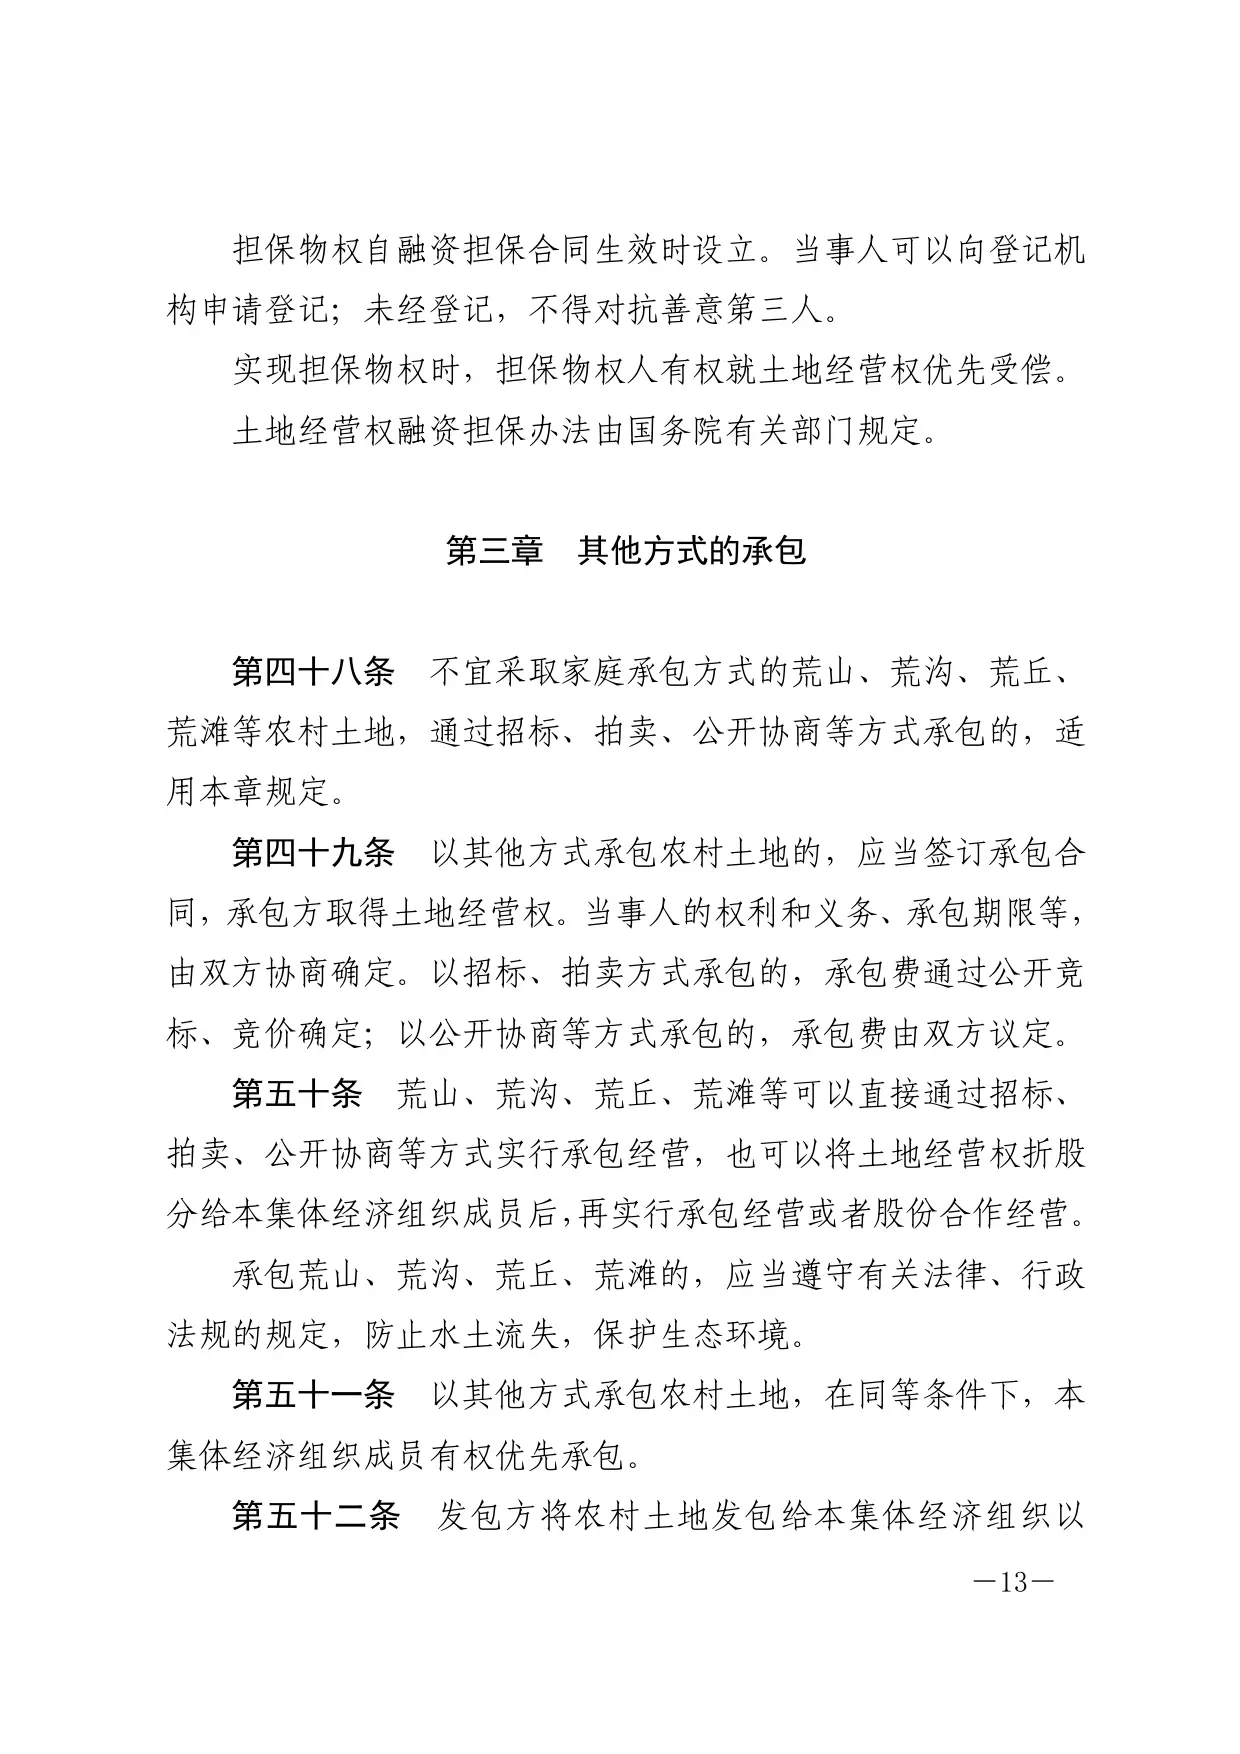 担保物权自融资担保合同生效时设立。当事人可以向登记机
构申请登记；未经登记，不得对抗善意第三人。
实现担保物权时，担保物权人有权就土地经营权优先受偿。
土地经营权融资担保办法由国务院有关部门规定。
第三章　其他方式的承包
第四十八条　不宜采取家庭承包方式的荒山、荒沟、荒丘、
荒滩等农村土地，通过招标、拍卖、公开协商等方式承包的，适
用本章规定。
第四十九条　以其他方式承包农村土地的，应当签订承包合
同，承包方取得土地经营权。当事人的权利和义务、承包期限等，
由双方协商确定。以招标、拍卖方式承包的，承包费通过公开竞
标、竞价确定；以公开协商等方式承包的，承包费由双方议定。
第五十条　荒山、荒沟、荒丘、荒滩等可以直接通过招标、
拍卖、公开协商等方式实行承包经营，也可以将土地经营权折股
分给本集体经济组织成员后，再实行承包经营或者股份合作经营。
承包荒山、荒沟、荒丘、荒滩的，应当遵守有关法律、行政
法规的规定，防止水土流失，保护生态环境。
第五十一条　以其他方式承包农村土地，在同等条件下，本
集体经济组织成员有权优先承包。
第五十二条　发包方将农村土地发包给本集体经济组织以
—13—